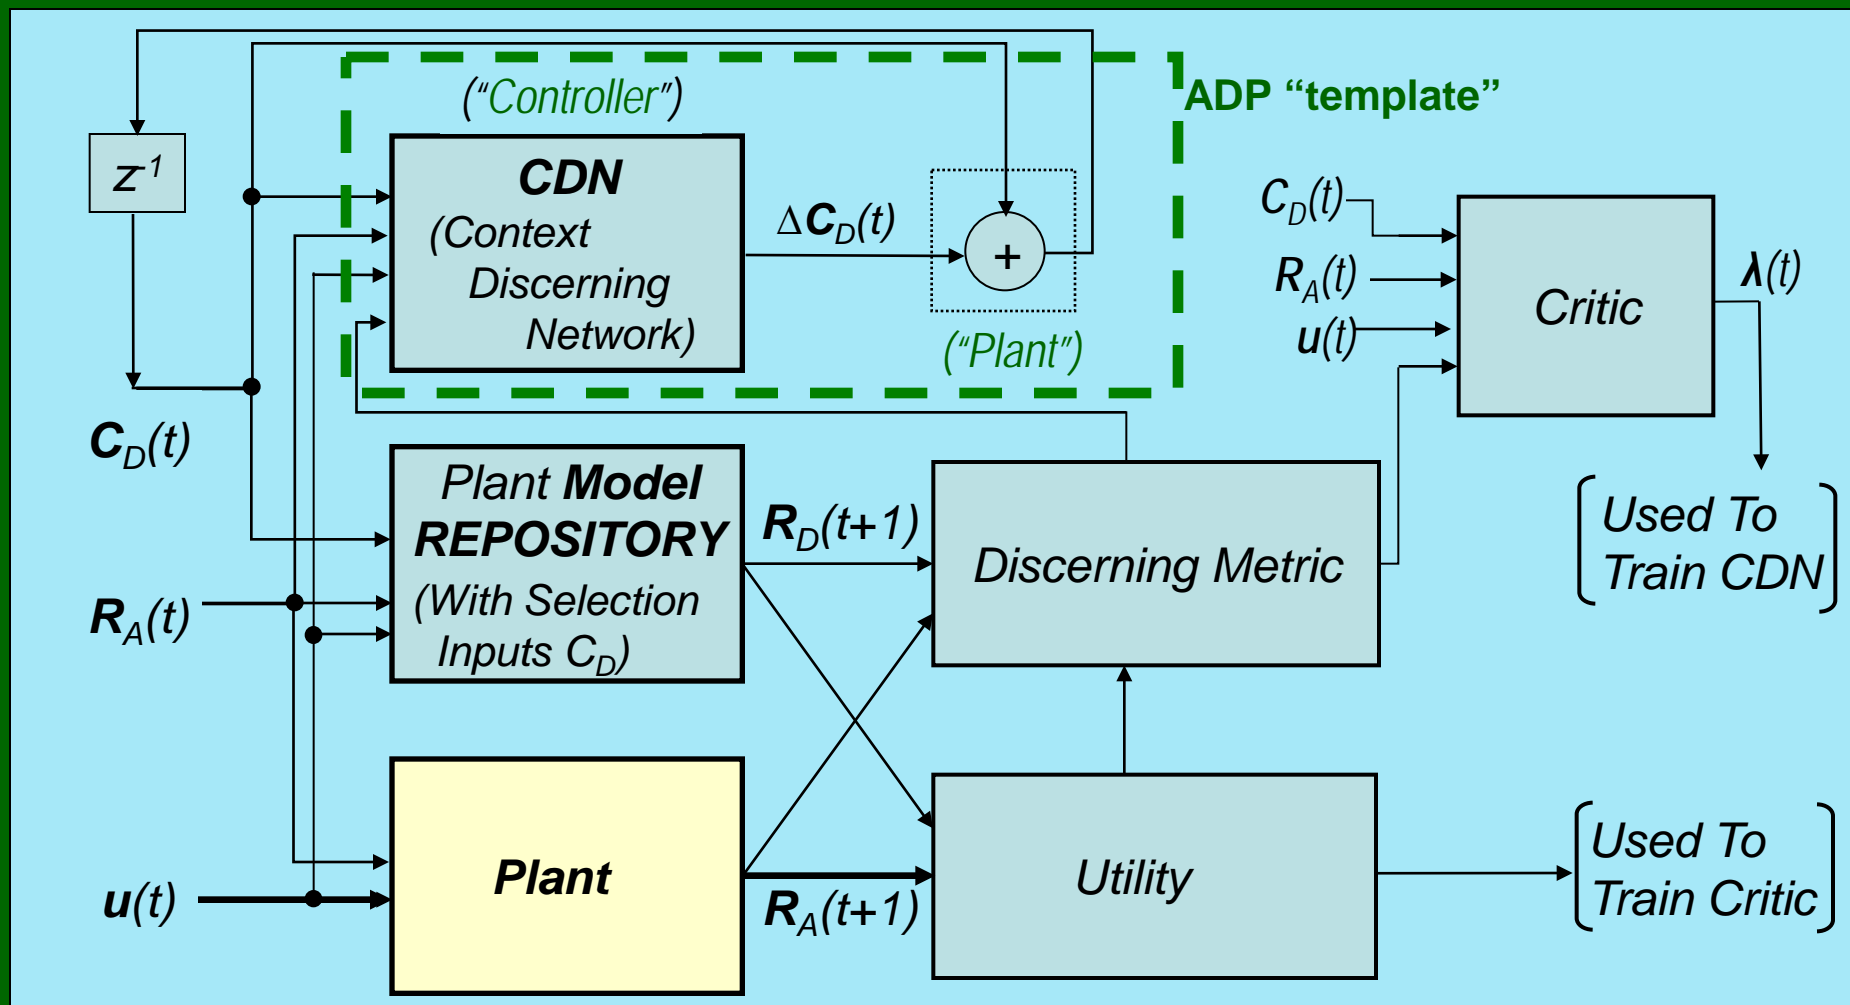 ("Controller")
ADP “template”
z-1
CDN
(Context
Discerning
Network)
ΔCD(t)
+
("Plant")
CD(t)
RA(t)
u(t)
Critic
λ(t)
CD(t)
Plant Model
REPOSITORY
(With Selection
Inputs CD)
RD(t+1)
Discerning Metric
Used To
Train CDN
RA(t)
u(t)
Plant
RA(t+1)
Utility
Used To
Train Critic